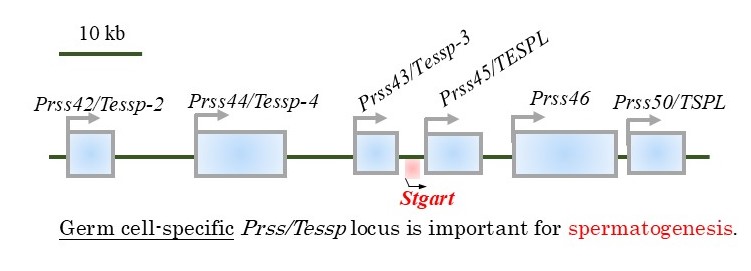 10 kb
Prss42/Tessp-2
Prss44/Tessp-4
Prss43/Tessp-3
Prss45/TESPL
Prss46
Prss50/TSPL
Stgart
Germ cell-specific Prss/Tessp locus is important for spermatogenesis.